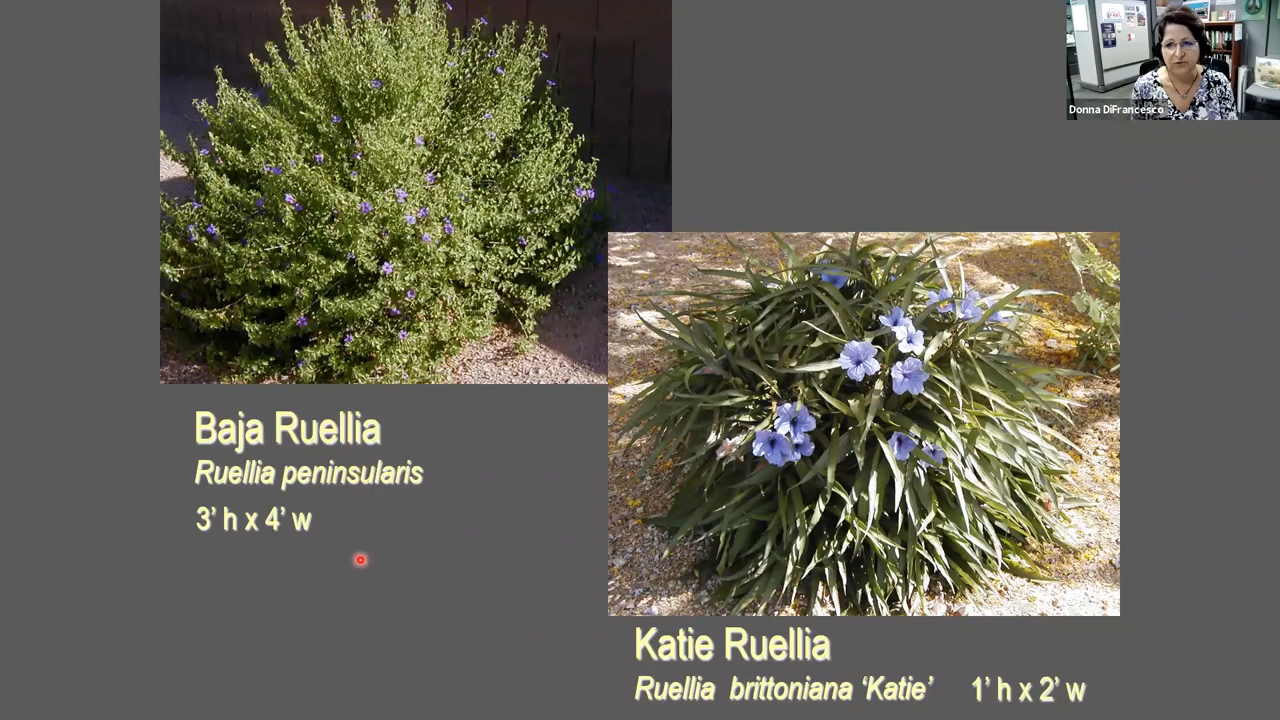 Donna DiFrancesco
Baja Ruellia
Ruellia peninsularis
3’ h x 4’ w
Katie Ruellia
Ruellia brittoniana ‘Katie’ 1’ h x 2’ w